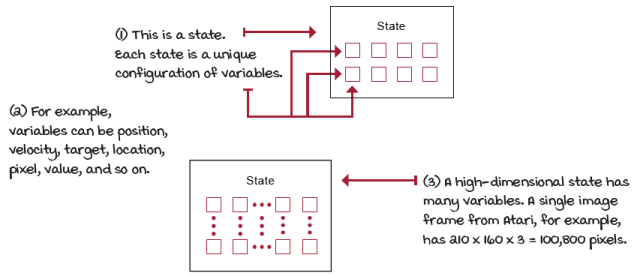 (1) This is a state.
Each state is a unique
configuration of variables.
State
(2) For example,
variables can be position,
velocity, target, location,
pixel, value, and so on.
State
(3) A high-dimensional state has
many variables. A single image
frame from Atari, for example,
has 210 x 160 x 3 = 100,800 pixels.